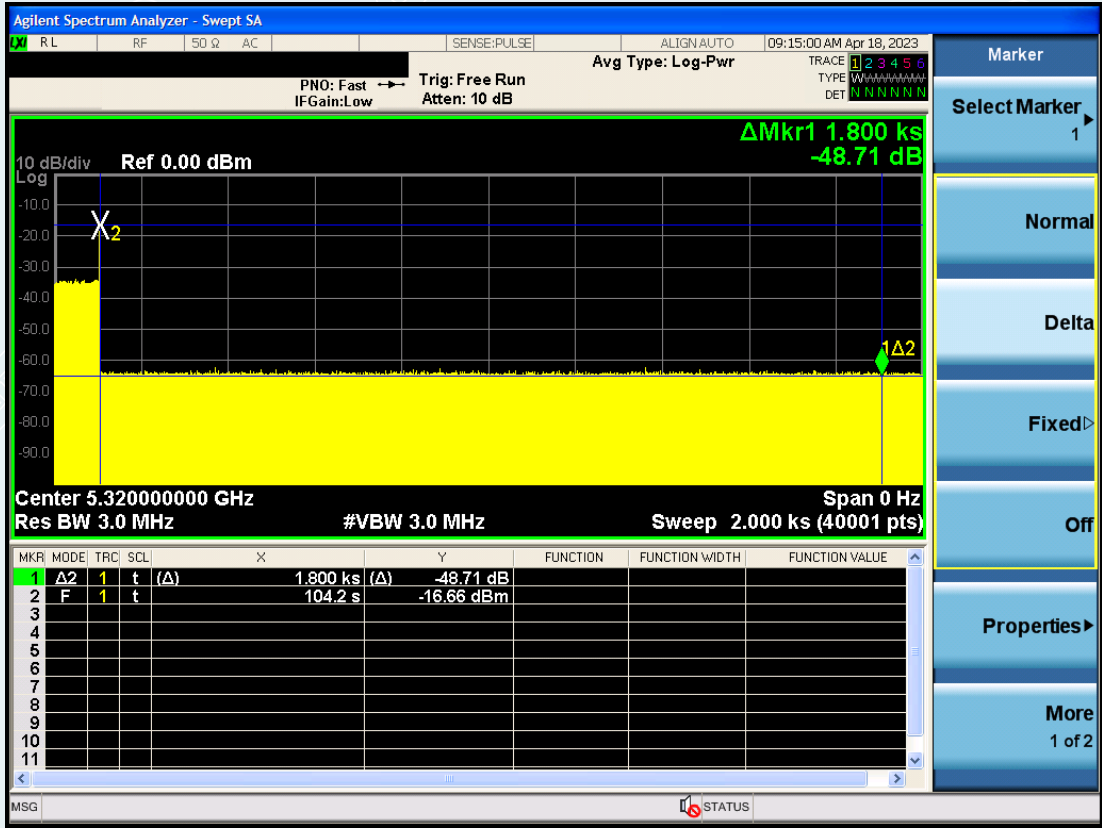 Agilent Spectrum Analyzer - Swept SA
LXI RL RF 50 Ω AC SENSE:PULSE ALIGN AUTO 09:15:00 AM Apr 18, 2023
PNO: Fast Trig: Free Run Avg Type: Log-Pwr TRACE 1 2 3 4 5 6
IFGain:Low Atten: 10 dB TYPE W
DET N N N N N N
ΔMkr1 1.800 ks
-48.71 dB
10 dB/div Ref 0.00 dBm
Log
-10.0
-20.0
-30.0
-40.0
-50.0
-60.0
-70.0
-80.0
-90.0
2
1Δ2
Center 5.320000000 GHz Span 0 Hz
Res BW 3.0 MHz #VBW 3.0 MHz Sweep 2.000 ks (40001 pts)
MKR MODE TRC SCL X Y FUNCTION FUNCTION WIDTH FUNCTION VALUE
1 Δ2 1 t (Δ) 1.800 ks (Δ) -48.71 dB
2 F 1 t 104.2 s -16.66 dBm
3
4
5
6
7
8
9
10
11
MSG STATUS
Marker
Select Marker
1
Normal
Delta
Fixed
Off
Properties
More
1 of 2